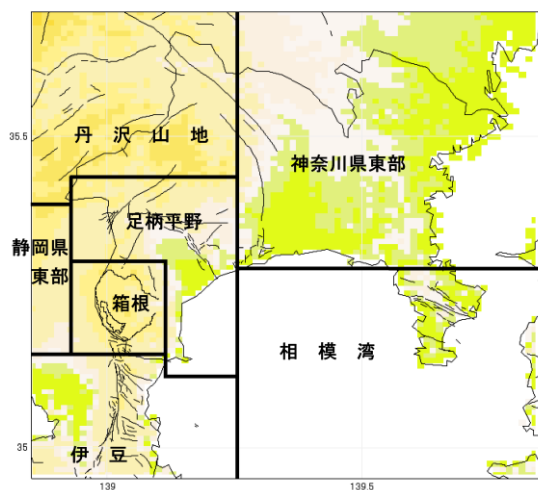 35.5
丹 沢 山 地
神奈川県東部
足柄平野
静岡県
東部
箱根
相 模 湾
35
伊 豆
139
139.5